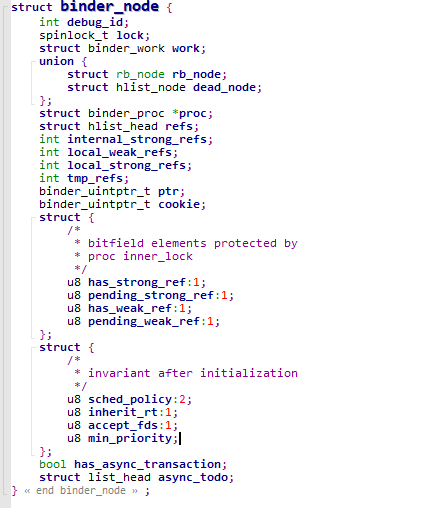 struct binder_node {
int debug_id;
spinlock_t lock;
struct binder_work work;
union {
struct rb_node rb_node;
struct hlist_node dead_node;
};
struct binder_proc *proc;
struct hlist_head refs;
int internal_strong_refs;
int local_weak_refs;
int local_strong_refs;
int tmp_refs;
binder_uintptr_t ptr;
binder_uintptr_t cookie;
struct {
/*
* bitfield elements protected by
* proc inner_lock
*/
u8 has_strong_ref:1;
u8 pending_strong_ref:1;
u8 has_weak_ref:1;
u8 pending_weak_ref:1;
};
struct {
/*
* invariant after initialization
*/
u8 sched_policy:2;
u8 inherit_rt:1;
u8 accept_fds:1;
u8 min_priority;
};
bool has_async_transaction;
struct list_head async_todo;
} « end binder_node » ;